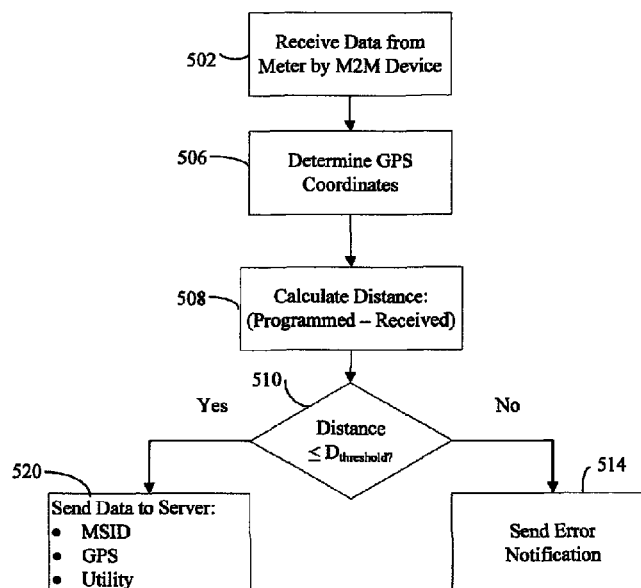 502
Receive Data from
Meter by M2M Device
506
Determine GPS
Coordinates
508
Calculate Distance:
(Programmed – Received)
510
Yes
No
Distance
≤ Dthreshold?
520
514
Send Data to Server:
• MSID
• GPS
• Utility
Send Error
Notification